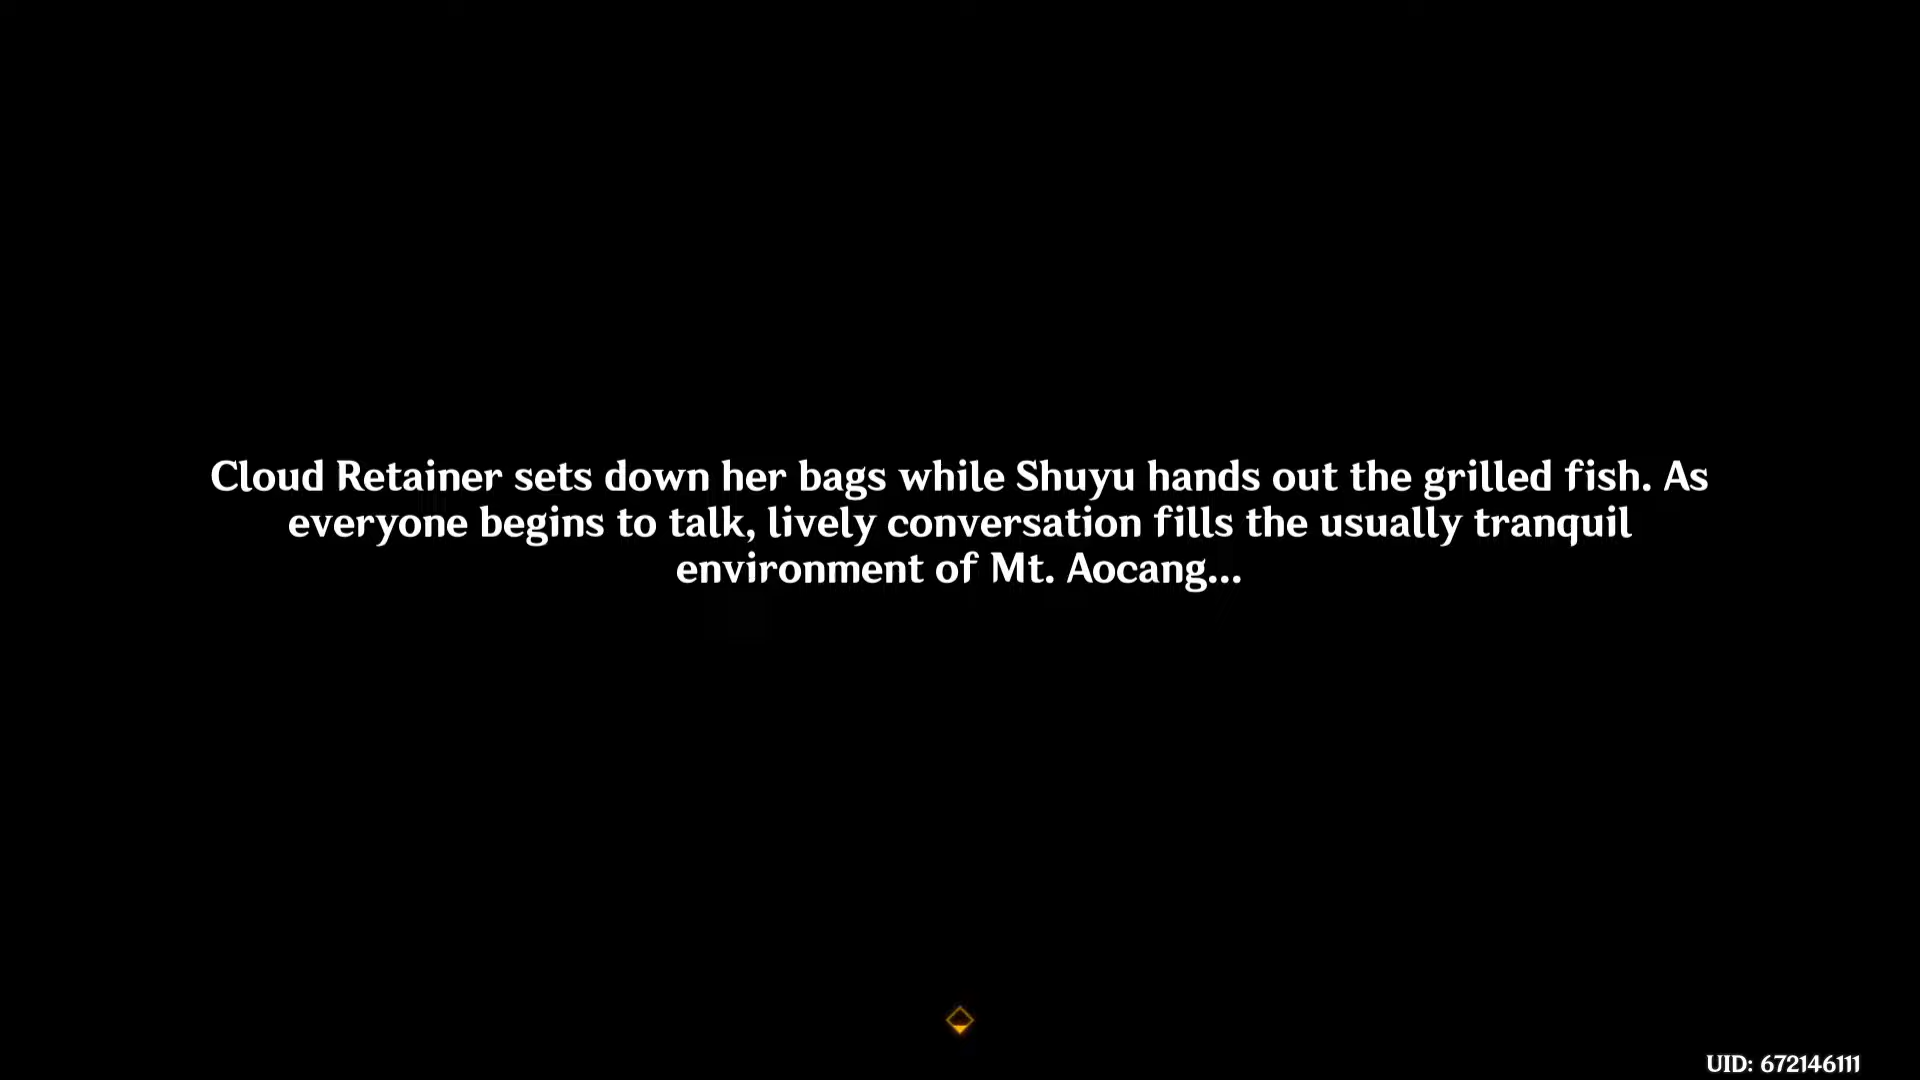 Cloud Retainer sets down her bags while Shuyu hands out the grilled fish. As
everyone begins to talk, lively conversation fills the usually tranquil
environment of Mt. Aocang...
UID: 672146111